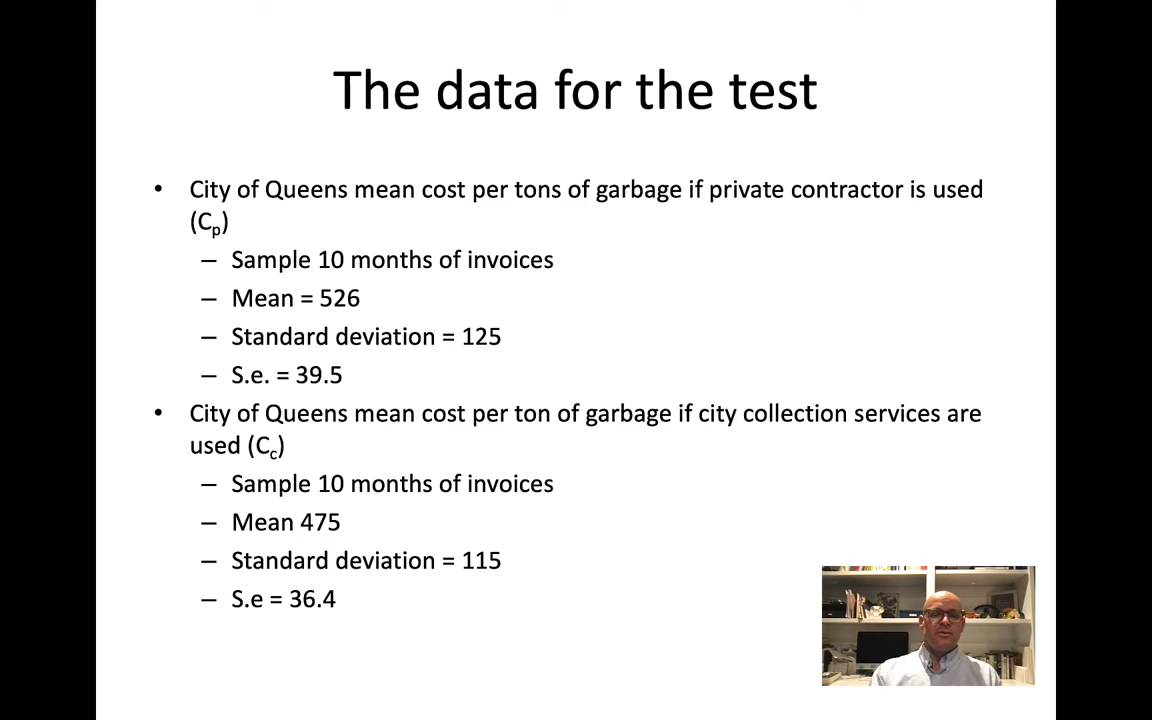 The data for the test
• City of Queens mean cost per tons of garbage if private contractor is used
(Cp)
– Sample 10 months of invoices
– Mean = 526
– Standard deviation = 125
– S.e. = 39.5
• City of Queens mean cost per ton of garbage if city collection services are
used (Cc)
– Sample 10 months of invoices
– Mean 475
– Standard deviation = 115
– S.e = 36.4